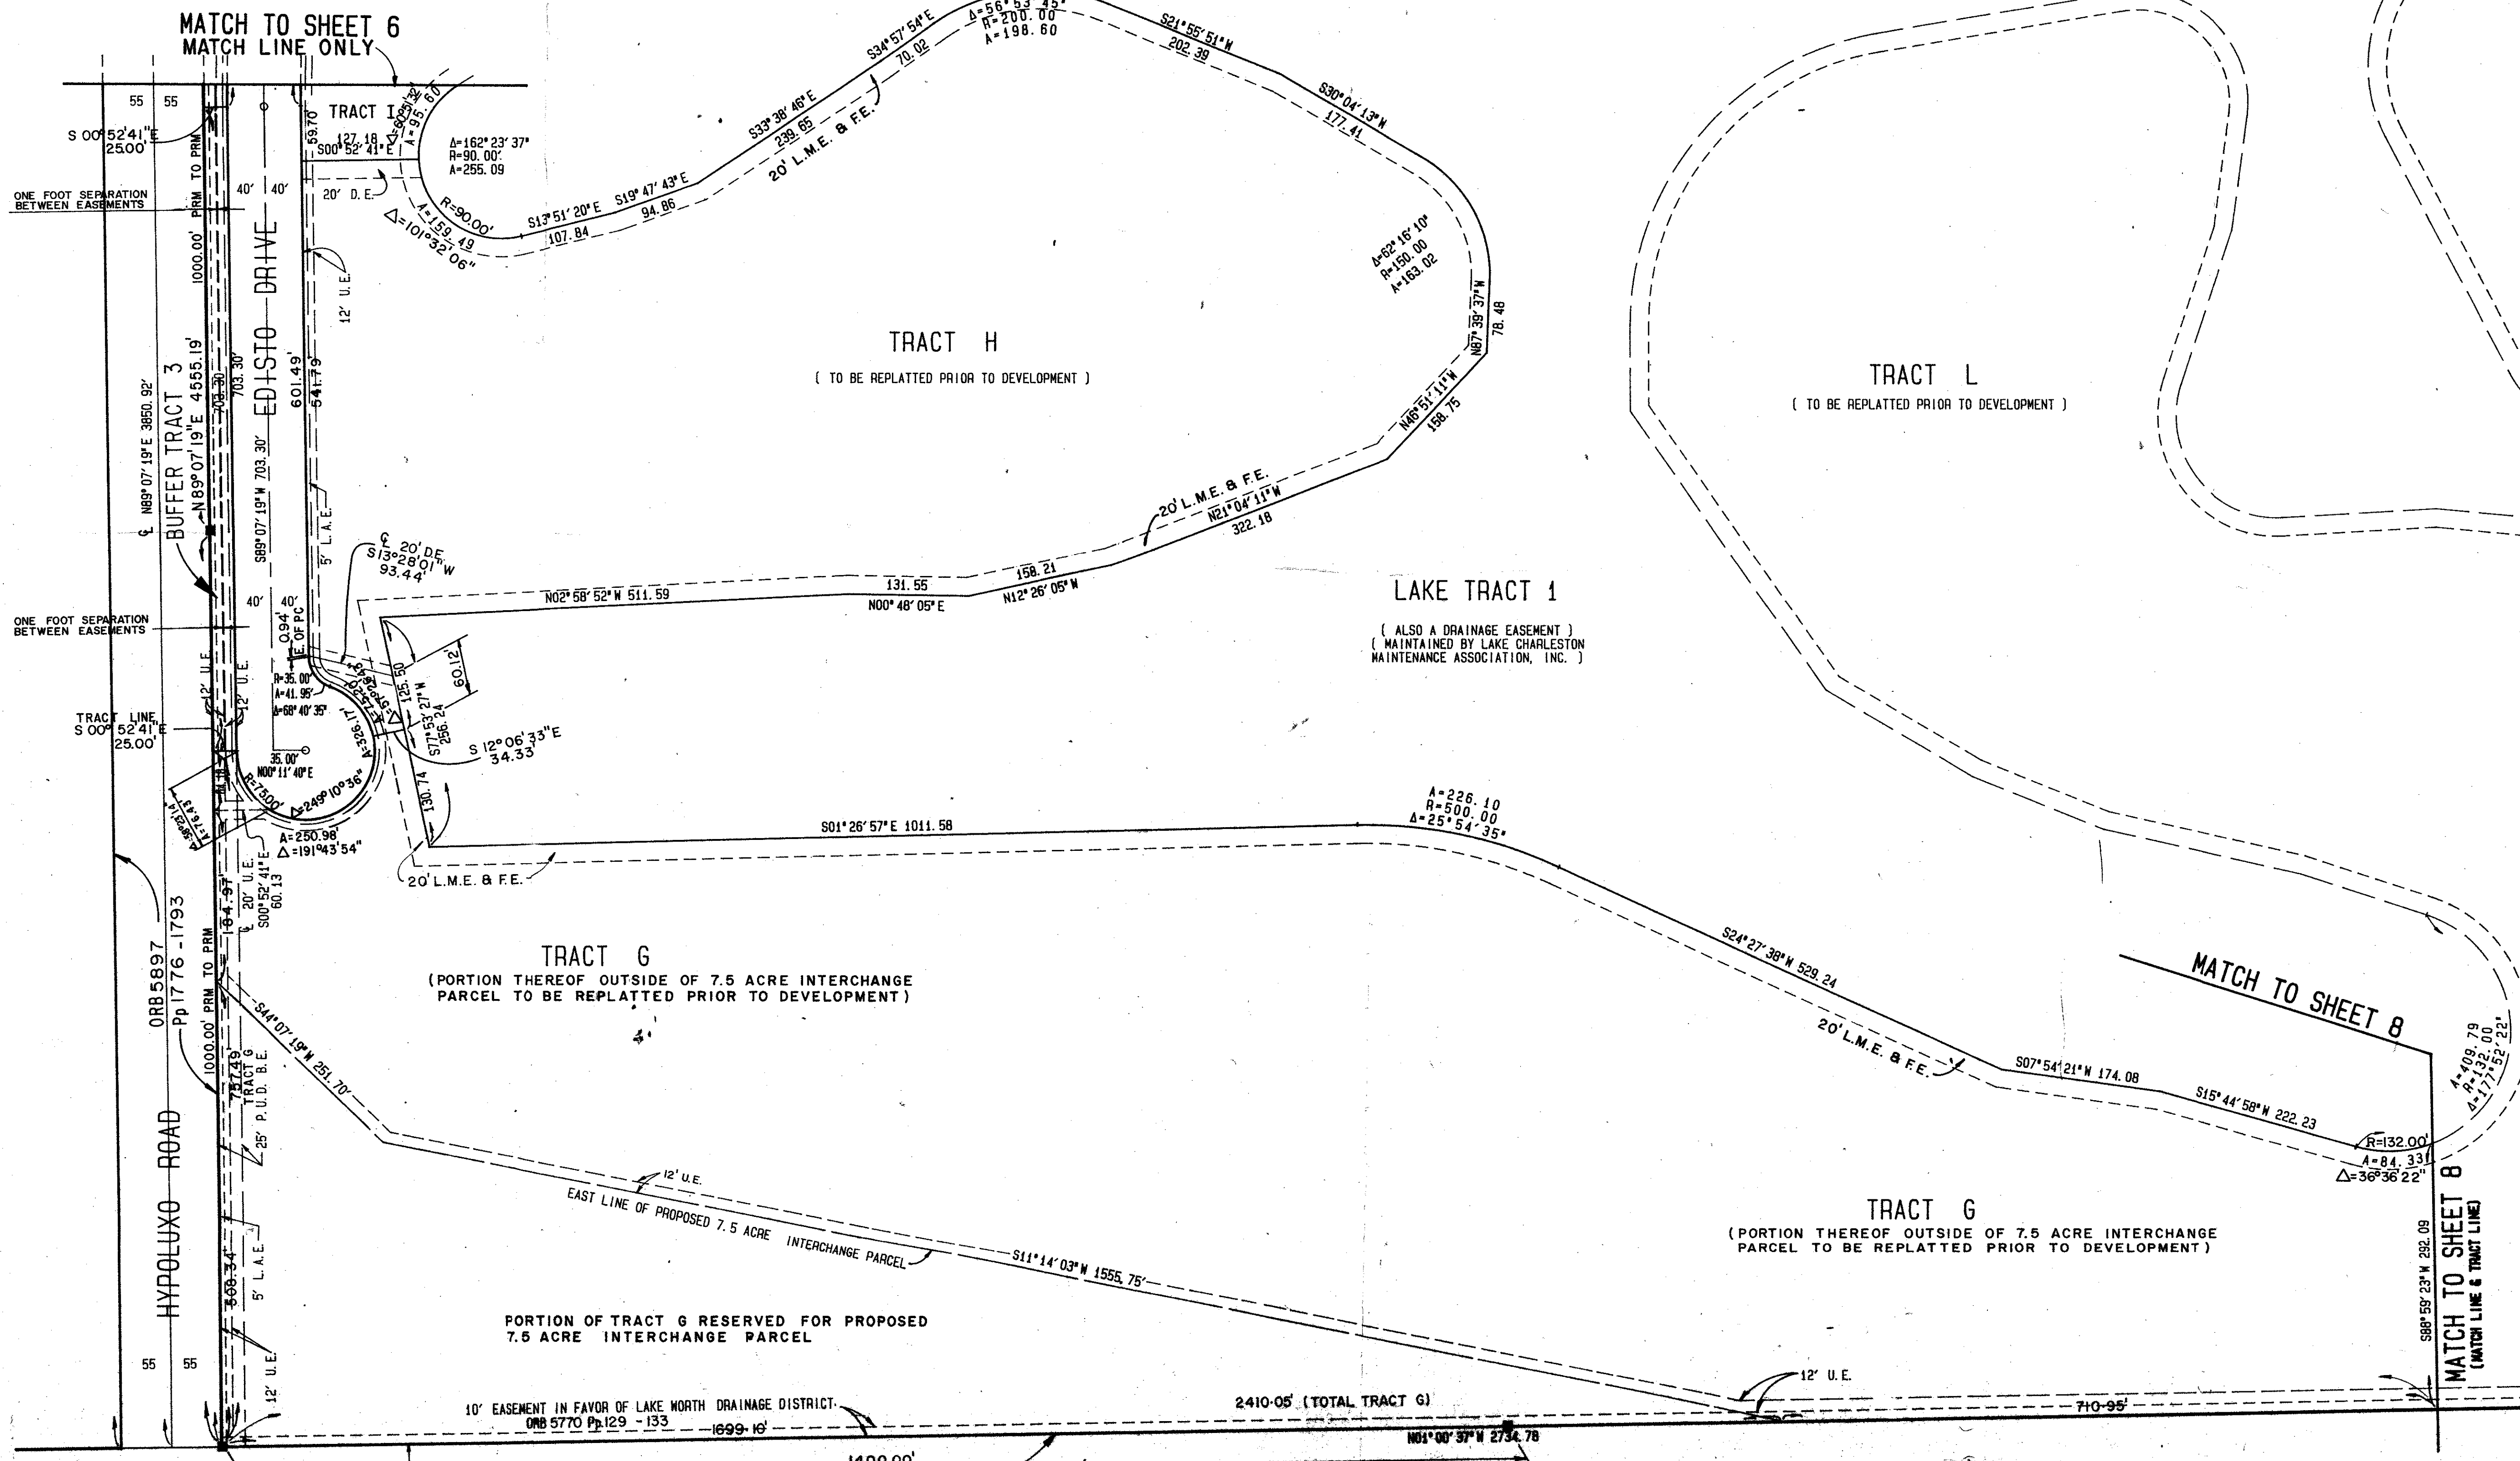 MATCH TO SHEET 6
MATCH LINE ONLY
55
55
S 00°52'41"E
25.00'
ONE FOOT SEPARATION
BETWEEN EASEMENTS
1000.00' PRM TO PRM
40'
40'
EDISTO DRIVE
59.70'
TRACT I
127.18
S00°52'41"E
20' D.E.
A=95.60
Δ=162°23'37"
R=90.00'
A=255.09
R=90.00'
A=159.49
Δ=101°32'06"
12' U.E.
S13°51'20"E
107.84
S19°47'43"E
94.86
S33°38'46"E
239.65
20' L.M.E. & F.E.
S34°57'54"E
70.02
Δ=56°53'45"
R=200.00
A=198.60
S21°55'51"W
202.39
S30°04'13"W
177.41
Δ=62°16'10"
R=150.00
A=163.02
N87°39'37"W
78.48
N46°51'11"W
158.75
TRACT H
( TO BE REPLATTED PRIOR TO DEVELOPMENT )
TRACT L
( TO BE REPLATTED PRIOR TO DEVELOPMENT )
20' L.M.E. & F.E.
N21°04'11"W
322.18
158.21
N12°26'05"W
131.55
N00°48'05"E
N02°58'52"W 511.59
LAKE TRACT 1
( ALSO A DRAINAGE EASEMENT )
( MAINTAINED BY LAKE CHARLESTON
MAINTENANCE ASSOCIATION, INC. )
℄ N89°07'19"E 3850.92'
BUFFER TRACT 3
N89°07'19"E 4555.19'
703.30
703.30'
601.49'
541.79'
S89°07'19"W 703.30'
5' L.A.E.
℄ 20' D.E.
S13°28'01"W
93.44'
40'
40'
0.94'
E. OF PC
ONE FOOT SEPARATION
BETWEEN EASEMENTS
12' U.E.
12' U.E.
R=35.00'
A=41.95'
Δ=68°40'35"
A=326.17'
125.50
60.12'
S77°53'27"W
256.24
S 12°06'33"E
34.33'
TRACT LINE
S 00°52'41"E
25.00'
35.00'
N00°11'40"E
R=75.00'
Δ=249°10'36"
130.74
A=76.43'
A=250.98'
Δ=191°43'54"
20' L.M.E. & F.E.
S01°26'57"E 1011.58
A=226.10
R=500.00
Δ=25°54'35"
184.97'
℄ 20' U.E.
S00°52'41"E
60.13
ORB 5897
Pp 1776 - 1793
1000.00' PRM TO PRM
TRACT G
(PORTION THEREOF OUTSIDE OF 7.5 ACRE INTERCHANGE
PARCEL TO BE REPLATTED PRIOR TO DEVELOPMENT)
S24°27'38"W 529.24
20' L.M.E. & F.E.
MATCH TO SHEET 8
A=409.79
R=132.00
Δ=177°52'22"
S07°54'21"W 174.08
S15°44'58"W 222.23
R=132.00'
A=84.33'
Δ=36°36'22"
S44°07'19"W 251.70'
757.49'
TRACT G
25' P.U.D. B.E.
HYPOLUXO ROAD
12' U.E.
EAST LINE OF PROPOSED 7.5 ACRE INTERCHANGE PARCEL
S11°14'03"W 1555.75'
TRACT G
(PORTION THEREOF OUTSIDE OF 7.5 ACRE INTERCHANGE
PARCEL TO BE REPLATTED PRIOR TO DEVELOPMENT)
S88°59'23"W 292.09
MATCH TO SHEET 8
(MATCH LINE & TRACT LINE)
5' L.A.E.
PORTION OF TRACT G RESERVED FOR PROPOSED
7.5 ACRE INTERCHANGE PARCEL
55
55
12' U.E.
12' U.E.
10' EASEMENT IN FAVOR OF LAKE WORTH DRAINAGE DISTRICT.
ORB 5770 Pp.129 - 133
1699.10'
2410.05' (TOTAL TRACT G)
710.95'
N01°00'37"W 2734.78